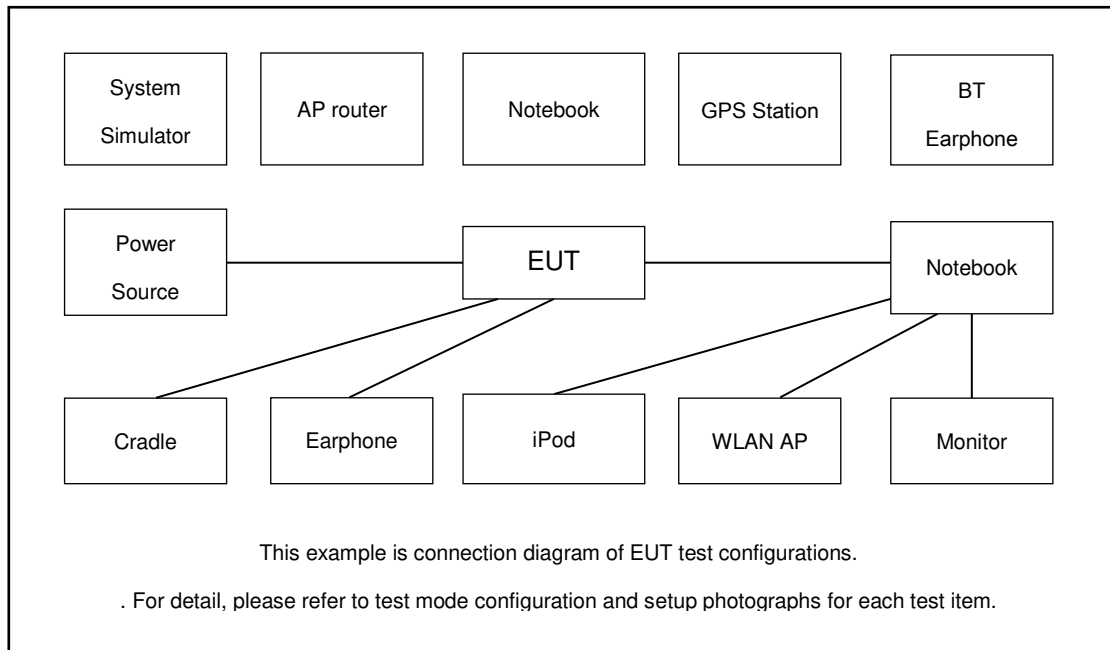 System
Simulator
AP router
Notebook
GPS Station
BT
Earphone
Power
Source
EUT
Notebook
Cradle
Earphone
iPod
WLAN AP
Monitor
This example is connection diagram of EUT test configurations.
. For detail, please refer to test mode configuration and setup photographs for each test item.